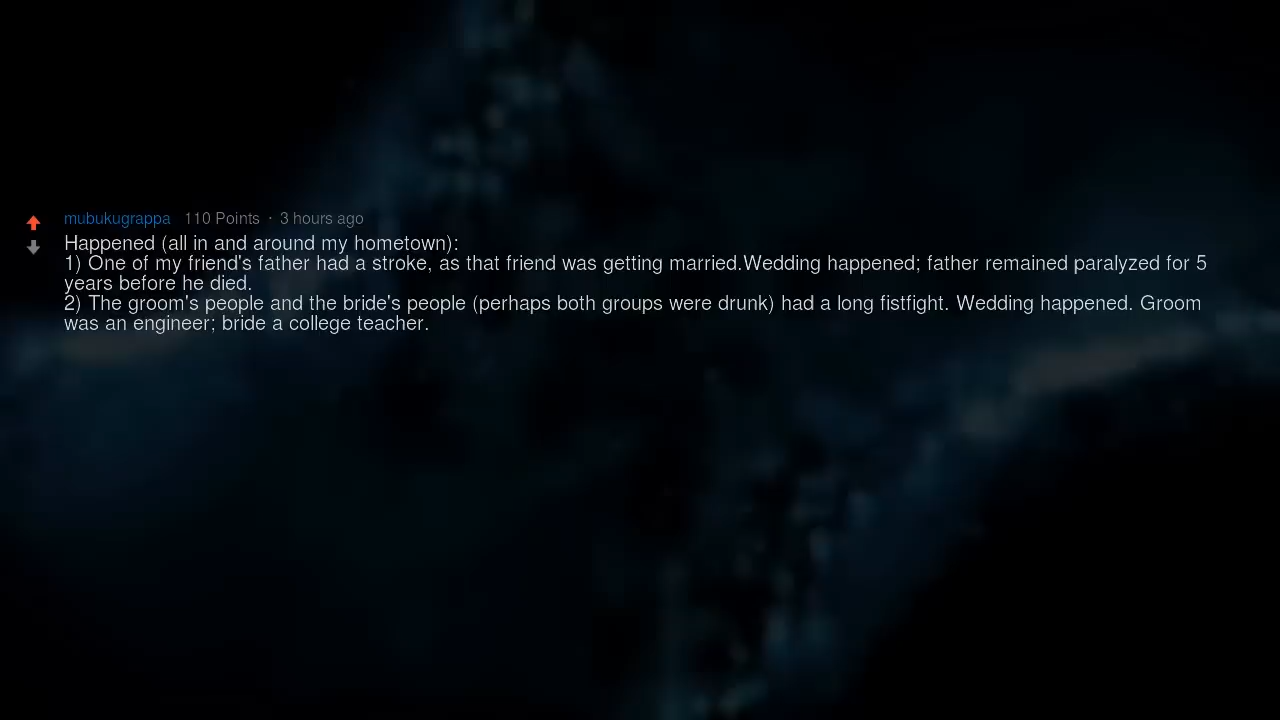 mubukugrappa 110 Points · 3 hours ago
Happened (all in and around my hometown):
1) One of my friend's father had a stroke, as that friend was getting married.Wedding happened; father remained paralyzed for 5
years before he died.
2) The groom's people and the bride's people (perhaps both groups were drunk) had a long fistfight. Wedding happened. Groom
was an engineer; bride a college teacher.